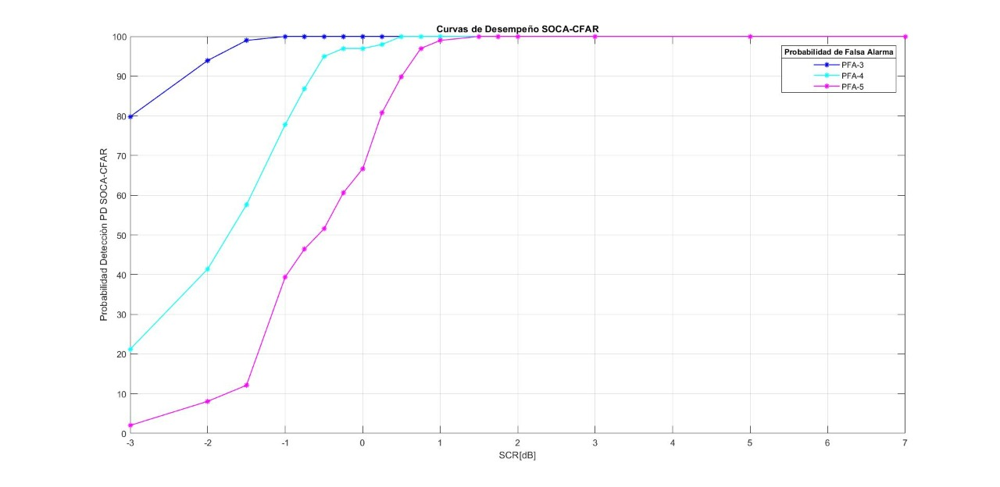 Curvas de Desempeño SOCA-CFAR
Probabilidad de Falsa Alarma
PFA-3
PFA-4
PFA-5
Probabilidad Detección PD SOCA-CFAR
100
90
80
70
60
50
40
30
20
10
0
-3 -2 -1 0 1 2 3 4 5 6 7
SCR[dB]